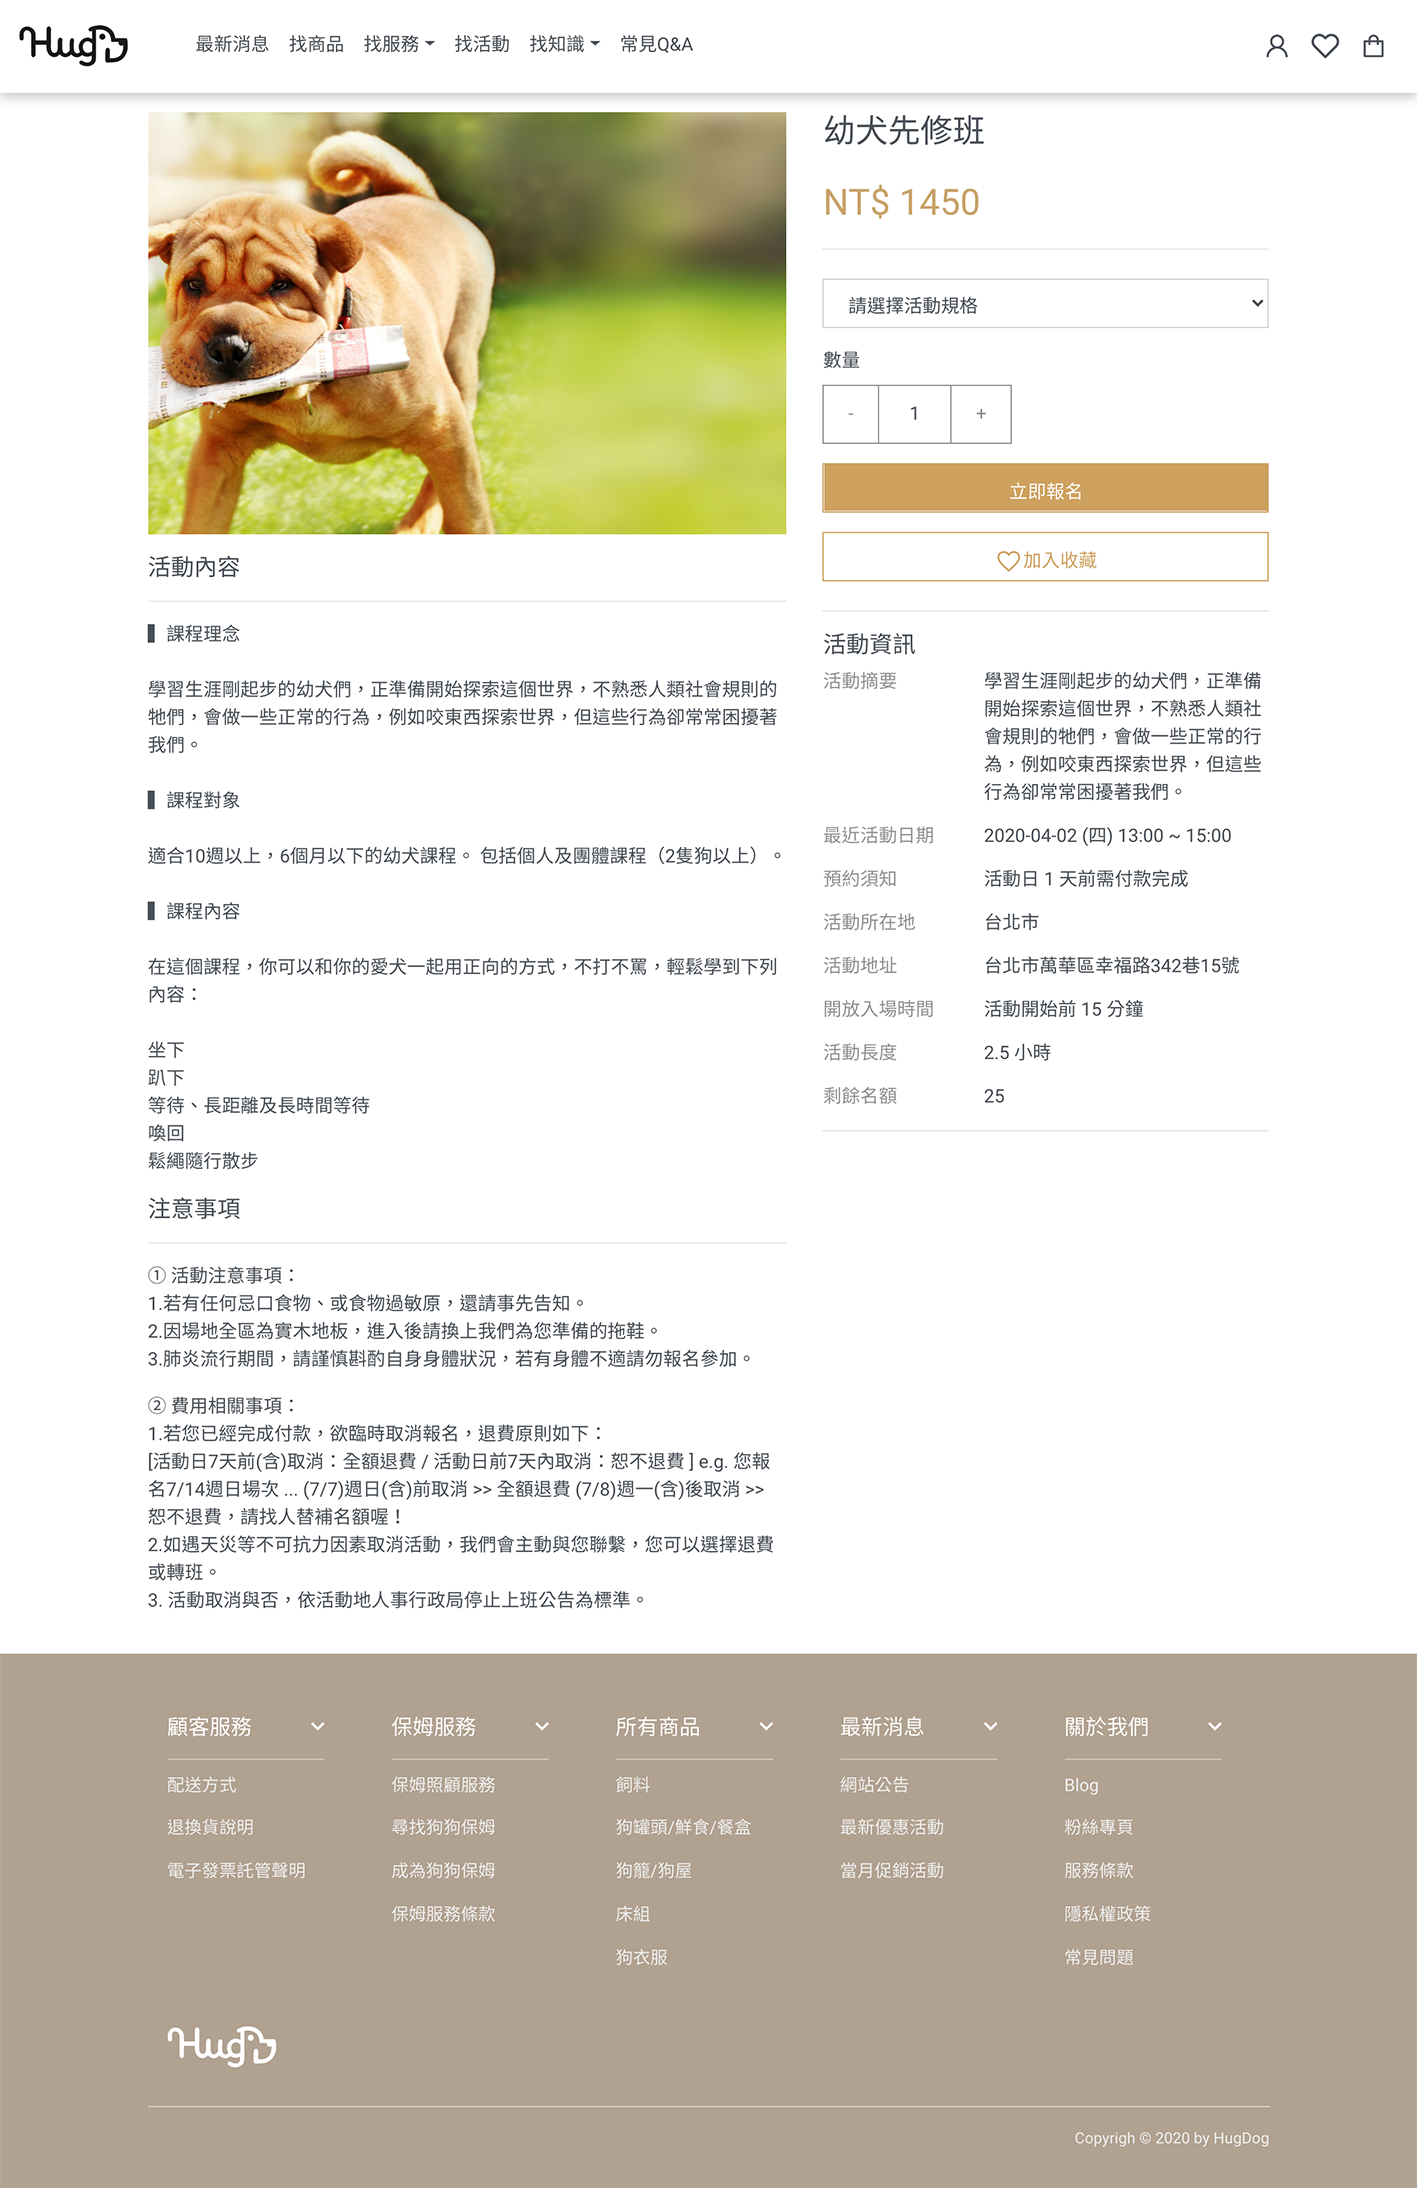 HugD
最新消息 找商品 找服務 找活動 找知識 常見Q&A
幼犬先修班
NT$ 1450
請選擇活動規格
數量
- 1 +
立即報名
加入收藏
活動內容
▌課程理念
學習生涯剛起步的幼犬們，正準備開始探索這個世界，不熟悉人類社會規則的
牠們，會做一些正常的行為，例如咬東西探索世界，但這些行為卻常常困擾著
我們。
▌課程對象
適合10週以上，6個月以下的幼犬課程。 包括個人及團體課程（2隻狗以上）。
▌課程內容
在這個課程，你可以和你的愛犬一起用正向的方式，不打不罵，輕鬆學到下列
內容：
坐下
趴下
等待、長距離及長時間等待
喚回
鬆繩隨行散步
注意事項
① 活動注意事項：
1.若有任何忌口食物、或食物過敏原，還請事先告知。
2.因場地全區為實木地板，進入後請換上我們為您準備的拖鞋。
3.肺炎流行期間，請謹慎斟酌自身身體狀況，若有身體不適請勿報名參加。
② 費用相關事項：
1.若您已經完成付款，欲臨時取消報名，退費原則如下：
[活動日7天前(含)取消：全額退費 / 活動日前7天內取消：恕不退費 ] e.g. 您報
名7/14週日場次 ... (7/7)週日(含)前取消 >> 全額退費 (7/8)週一(含)後取消 >>
恕不退費，請找人替補名額喔！
2.如遇天災等不可抗力因素取消活動，我們會主動與您聯繫，您可以選擇退費
或轉班。
3. 活動取消與否，依活動地人事行政局停止上班公告為標準。
活動資訊
活動摘要 學習生涯剛起步的幼犬們，正準備
開始探索這個世界，不熟悉人類社
會規則的牠們，會做一些正常的行
為，例如咬東西探索世界，但這些
行為卻常常困擾著我們。
最近活動日期 2020-04-02 (四) 13:00 ~ 15:00
預約須知 活動日 1 天前需付款完成
活動所在地 台北市
活動地址 台北市萬華區幸福路342巷15號
開放入場時間 活動開始前 15 分鐘
活動長度 2.5 小時
剩餘名額 25
顧客服務 保姆服務 所有商品 最新消息 關於我們
配送方式 保姆照顧服務 飼料 網站公告 Blog
退換貨說明 尋找狗狗保姆 狗罐頭/鮮食/餐盒 最新優惠活動 粉絲專頁
電子發票託管聲明 成為狗狗保姆 狗籠/狗屋 當月促銷活動 服務條款
保姆服務條款 床組 隱私權政策
狗衣服 常見問題
HugD
Copyrigh © 2020 by HugDog